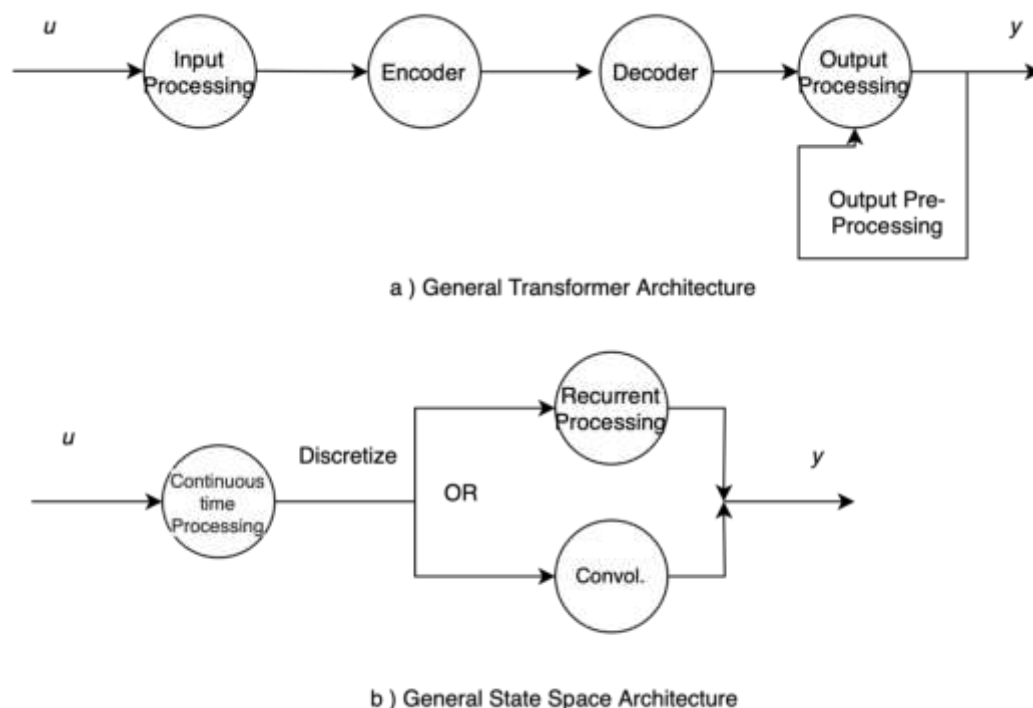 u
y
Input
Processing
Encoder
Decoder
Output
Processing
Output Pre-
Processing
a ) General Transformer Architecture
Recurrent
Processing
u
Discretize
y
Continuous
time
Processing
OR
Convol.
b ) General State Space Architecture